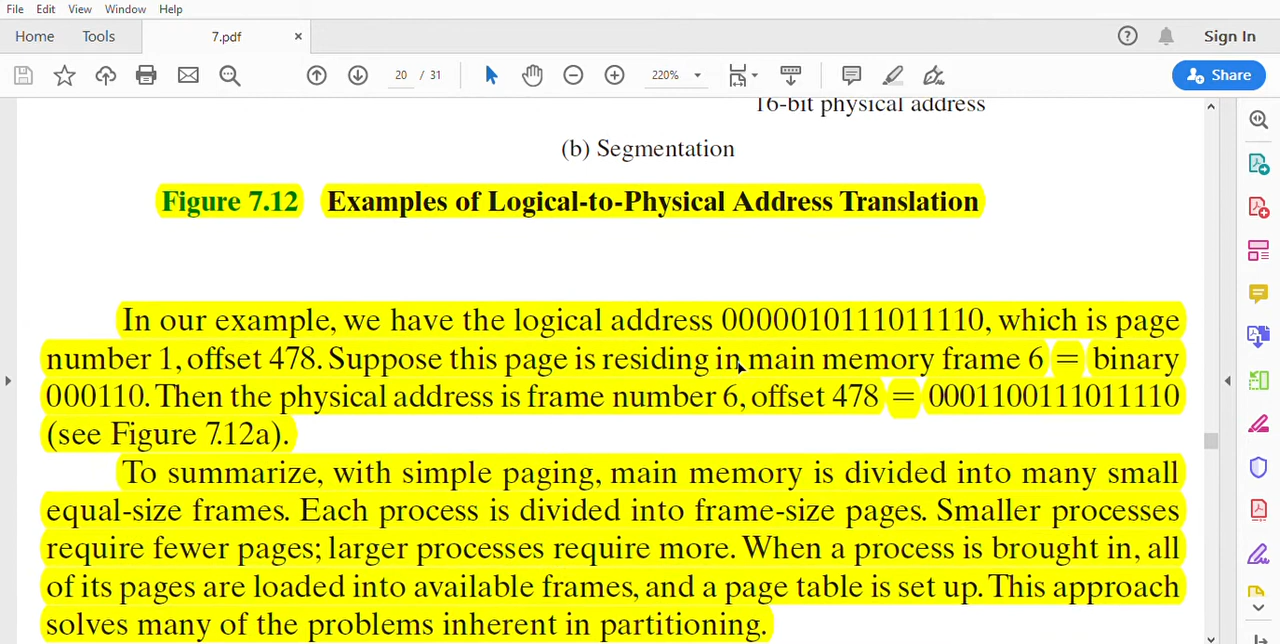 File Edit View Window Help
Home Tools 7.pdf × Sign In
20 / 31 220% Share
16-bit physical address
(b) Segmentation
Figure 7.12 Examples of Logical-to-Physical Address Translation
In our example, we have the logical address 0000010111011110, which is page
number 1, offset 478. Suppose this page is residing in main memory frame 6 = binary
000110. Then the physical address is frame number 6, offset 478 = 0001100111011110
(see Figure 7.12a).
To summarize, with simple paging, main memory is divided into many small
equal-size frames. Each process is divided into frame-size pages. Smaller processes
require fewer pages; larger processes require more. When a process is brought in, all
of its pages are loaded into available frames, and a page table is set up. This approach
solves many of the problems inherent in partitioning.